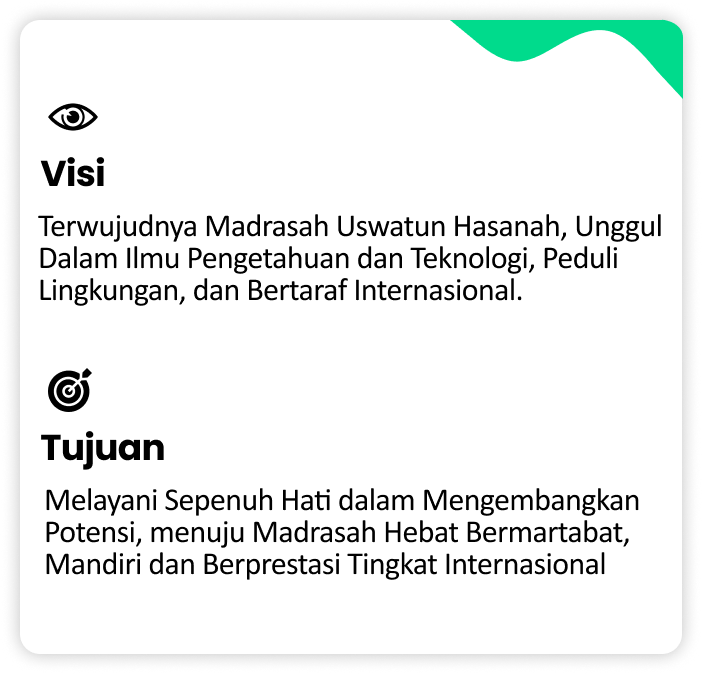 Visi
Terwujudnya Madrasah Uswatun Hasanah, Unggul
Dalam Ilmu Pengetahuan dan Teknologi, Peduli
Lingkungan, dan Bertaraf Internasional.
Tujuan
Melayani Sepenuh Hati dalam Mengembangkan
Potensi, menuju Madrasah Hebat Bermartabat,
Mandiri dan Berprestasi Tingkat Internasional